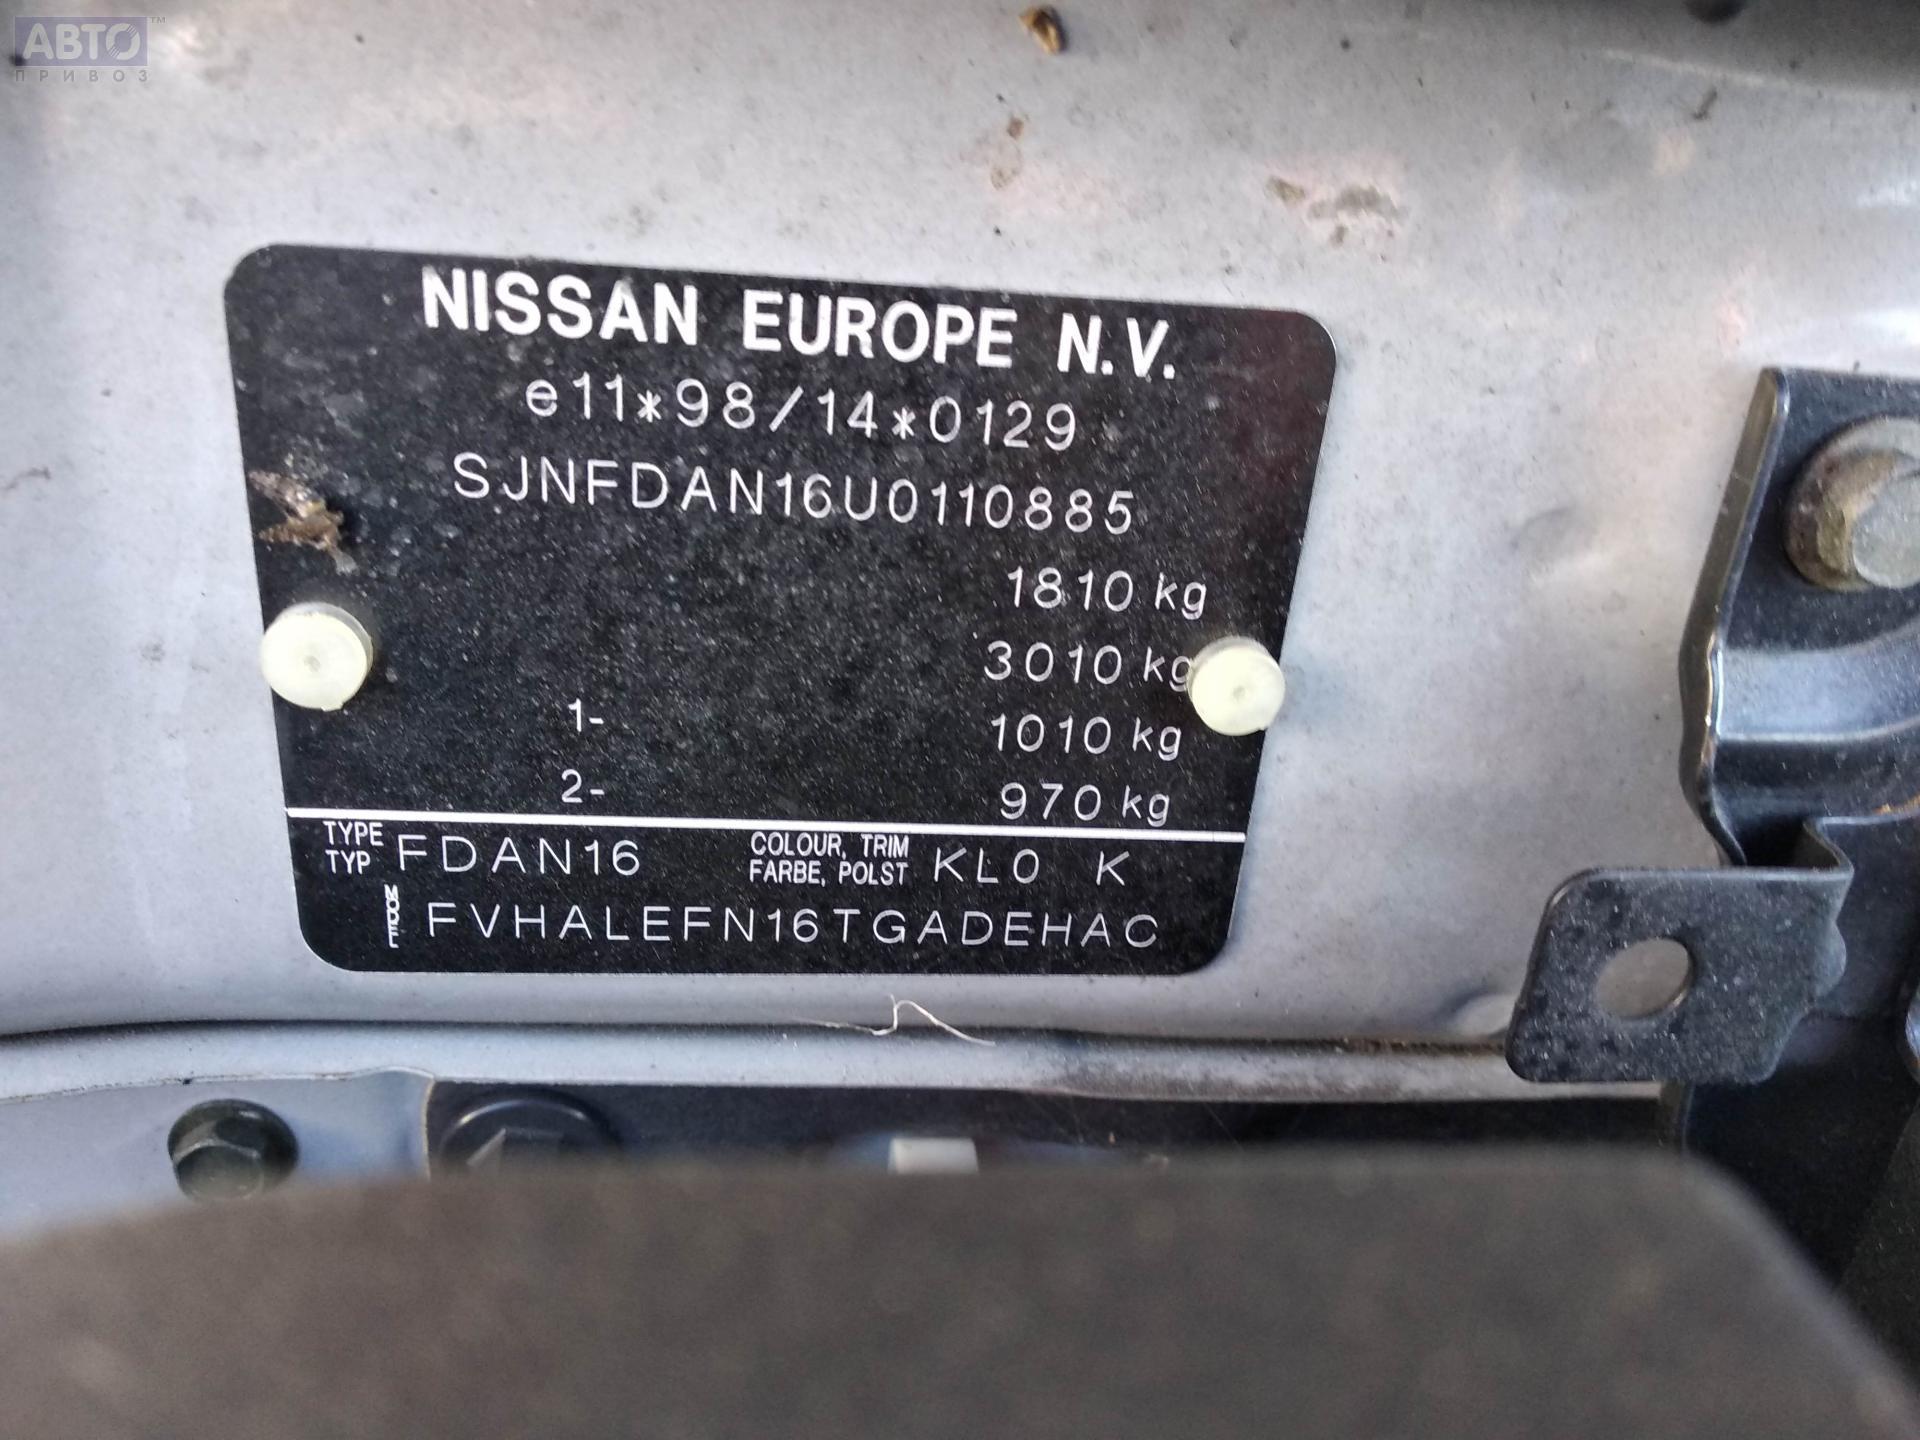 АВТО™
ПРИВОЗ
NISSAN EUROPE N.V.
e11*98/14*0129
SJNFDAN16U0110885
1810 kg
3010 kg
1- 1010 kg
2- 970 kg
TYPE
TYP FDAN16 COLOUR, TRIM
FARBE, POLST KL0 K
MODEL FVHALEFN16TGADEHAC